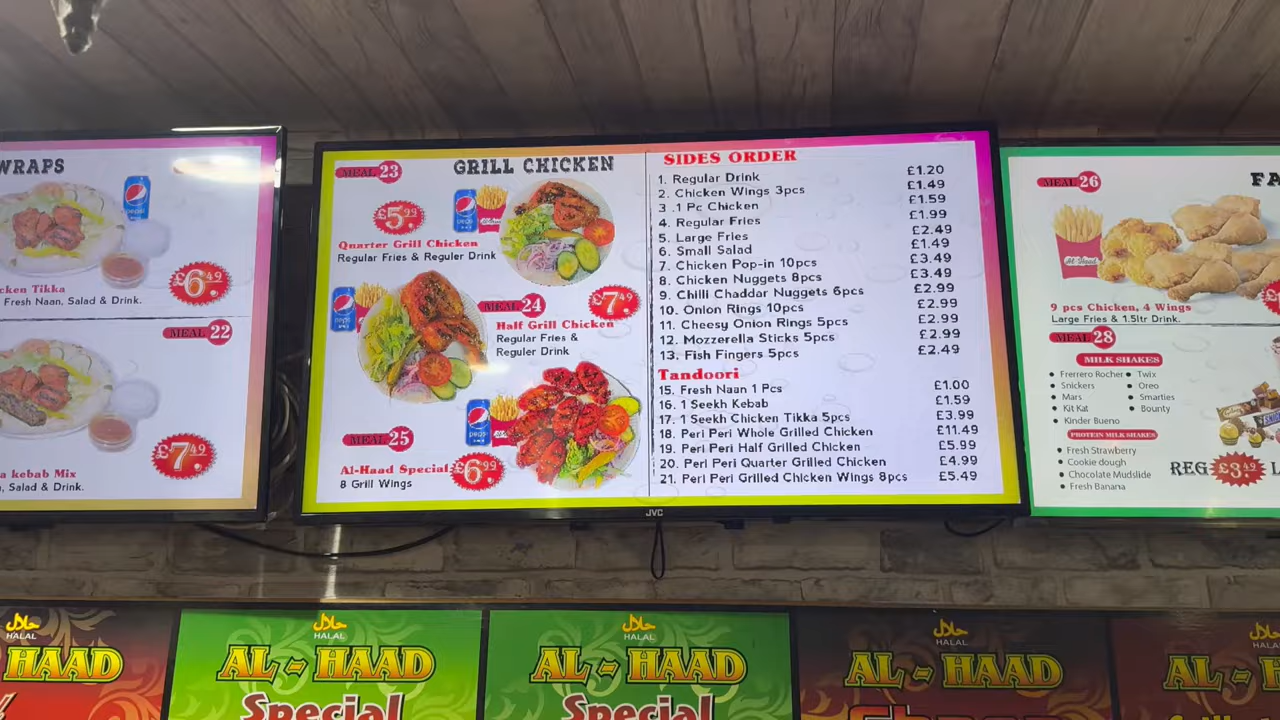 WRAPS
£6.49
cken Tikka
Fresh Naan, Salad & Drink.
MEAL 22
£7.49
a kebab Mix
, Salad & Drink.
MEAL 23
GRILL CHICKEN
£5.99
Quarter Grill Chicken
Regular Fries & Reguler Drink
MEAL 24
£7.49
Half Grill Chicken
Regular Fries &
Reguler Drink
MEAL 25
Al-Haad Special
£6.99
8 Grill Wings
pepsi
SIDES ORDER
1. Regular Drink £1.20
2. Chicken Wings 3pcs £1.49
3 .1 Pc Chicken £1.59
4. Regular Fries £1.99
5. Large Fries £2.49
6. Small Salad £1.49
7. Chicken Pop-in 10pcs £3.49
8. Chicken Nuggets 8pcs £3.49
9. Chilli Chaddar Nuggets 6pcs £2.99
10. Onion Rings 10pcs £2.99
11. Cheesy Onion Rings 5pcs £2.99
12. Mozzerella Sticks 5pcs £2.99
13. Fish Fingers 5pcs £2.49
Tandoori
15. Fresh Naan 1 Pcs £1.00
16. 1 Seekh Kebab £1.59
17. 1 Seekh Chicken Tikka 5pcs £3.99
18. Peri Peri Whole Grilled Chicken £11.49
19. Peri Peri Half Grilled Chicken £5.99
20. Peri Peri Quarter Grilled Chicken £4.99
21. Peri Peri Grilled Chicken Wings 8pcs £5.49
JVC
MEAL 26
FA
Al Haad
9 pcs Chicken, 4 Wings
Large Fries & 1.5ltr Drink.
MEAL 28
MILK SHAKES
• Frerrero Rocher • Twix
• Snickers • Oreo
• Mars • Smarties
• Kit Kat • Bounty
• Kinder Bueno
PROTEIN MILK SHAKES
• Fresh Strawberry
• Cookie dough
• Chocolate Mudslide
• Fresh Banana
REG £3.49 L
حلال
HALAL
HAAD
حلال
HALAL
AL-HAAD
Special
حلال
HALAL
AL-HAAD
Special
حلال
HALAL
AL-HAAD
حلال
HALAL
AL-H